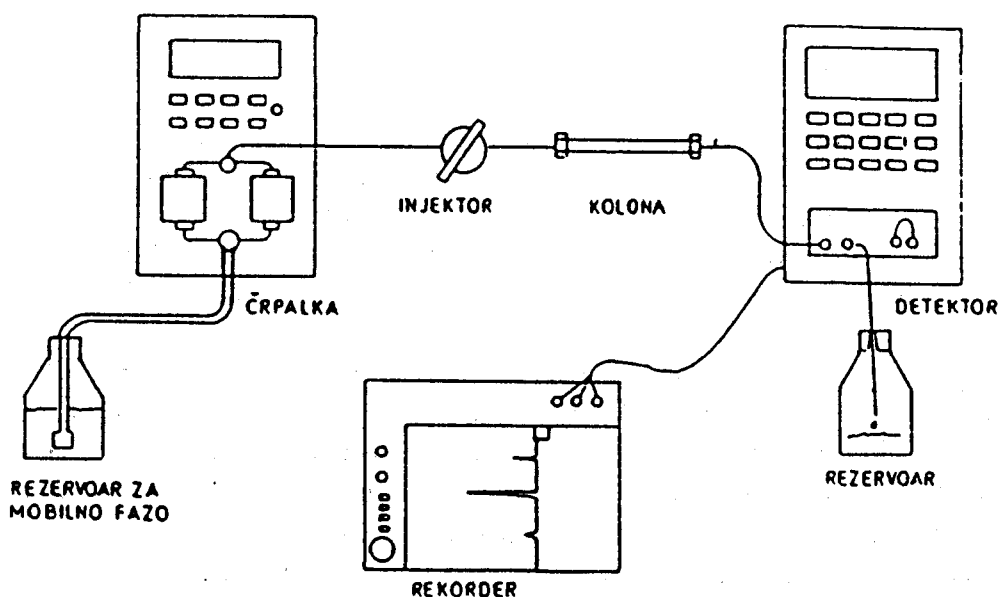 INJEKTOR
KOLONA
ČRPALKA
DETEKTOR
REZERVOAR ZA
MOBILNO FAZO
REZERVOAR
REKORDER